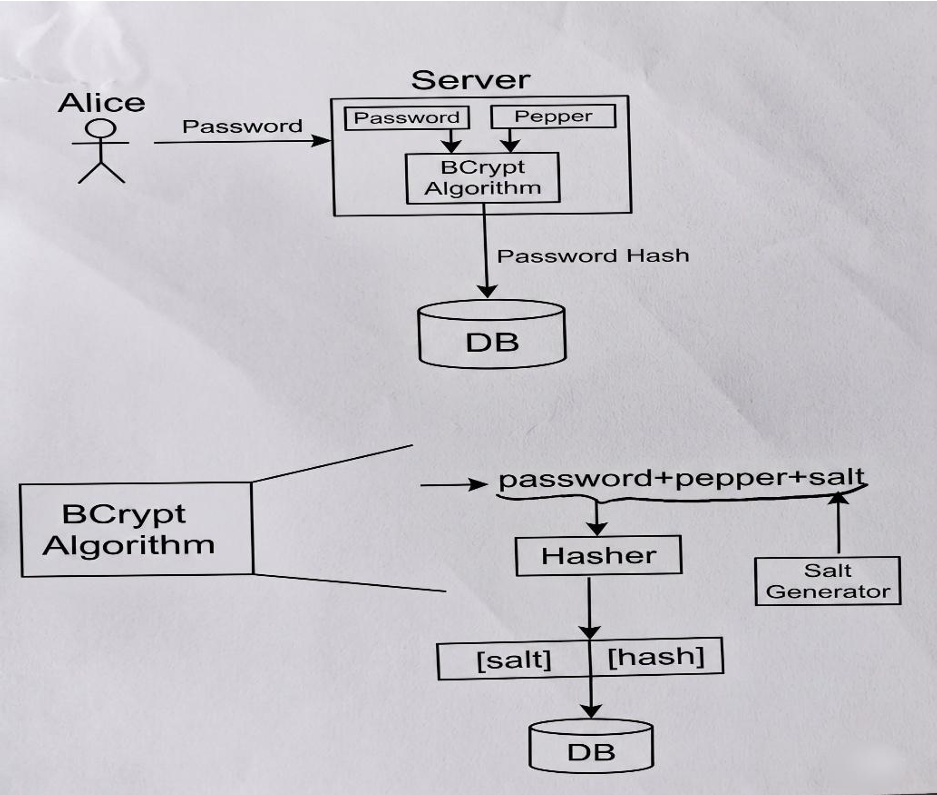 Server
Alice
Password
Password
Pepper
BCrypt
Algorithm
Password Hash
DB
password+pepper+salt
BCrypt
Algorithm
Hasher
Salt
Generator
[salt]
[hash]
DB